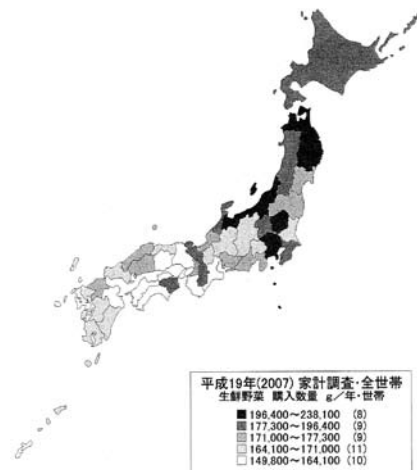 平成19年(2007) 家計調査・全世帯
生鮮野菜 購入数量 g/年・世帯
■ 196,400～238,100 (8)
■ 177,300～196,400 (9)
■ 171,000～177,300 (9)
□ 164,100～171,000 (11)
□ 149,800～164,100 (10)